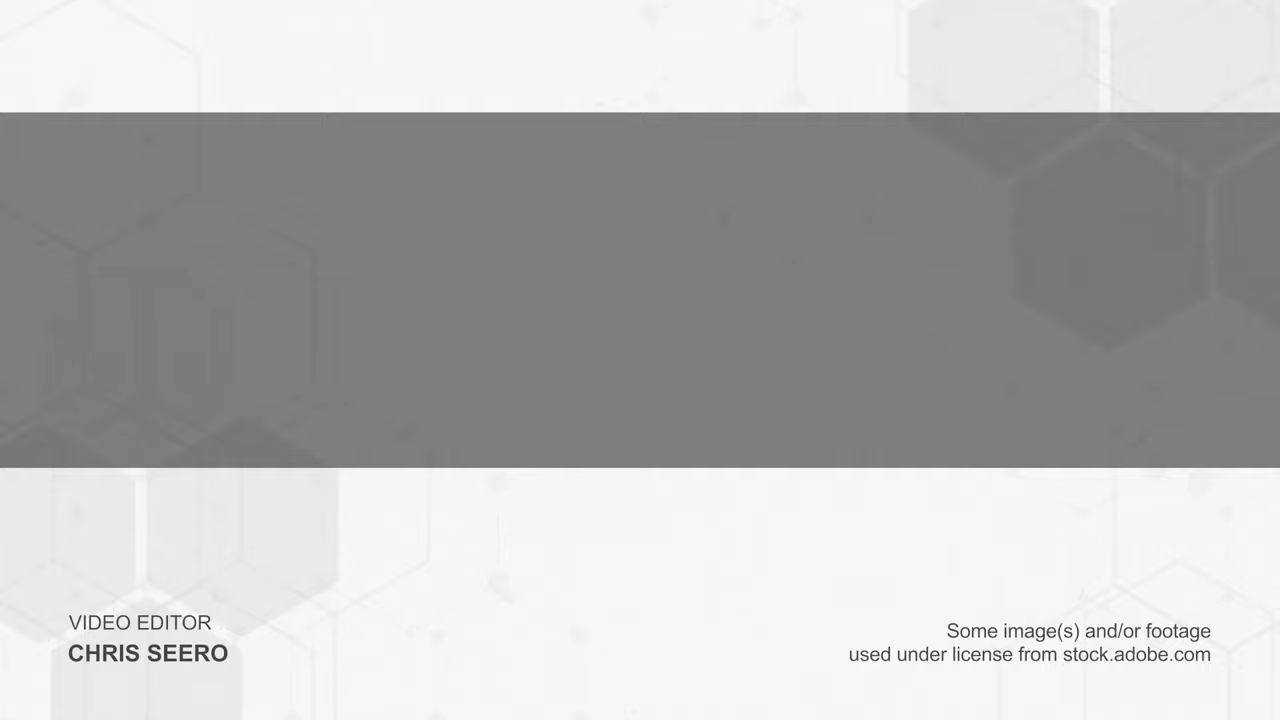 VIDEO EDITOR
CHRIS SEERO
Some image(s) and/or footage
used under license from stock.adobe.com